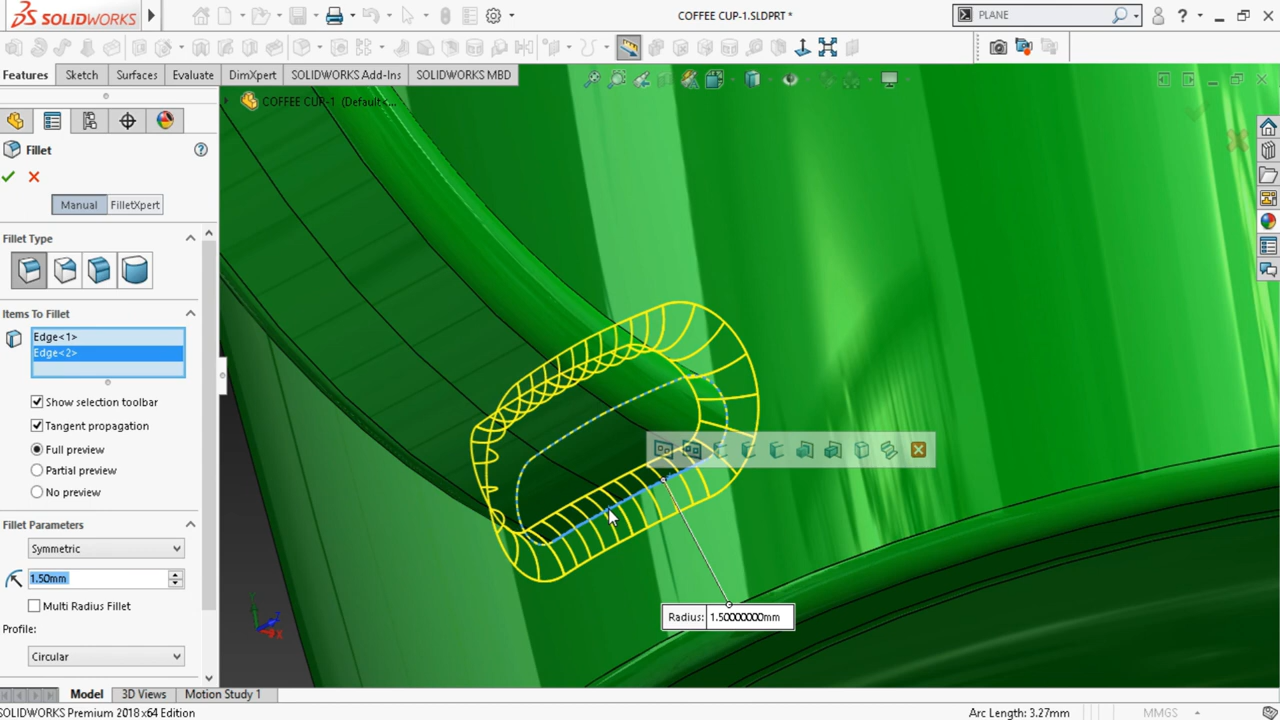 SOLIDWORKS
COFFEE CUP-1.SLDPRT *
PLANE
Features
Sketch
Surfaces
Evaluate
DimXpert
SOLIDWORKS Add-Ins
SOLIDWORKS MBD
COFFEE CUP-1 (Default<...
Fillet
Manual
FilletXpert
Fillet Type
Items To Fillet
Edge<1>
Edge<2>
Show selection toolbar
Tangent propagation
Full preview
Partial preview
No preview
Fillet Parameters
Symmetric
1.50mm
Multi Radius Fillet
Radius: 1.50000000mm
Profile:
Circular
Model
3D Views
Motion Study 1
SOLIDWORKS Premium 2018 x64 Edition
Arc Length: 3.27mm
MMGS